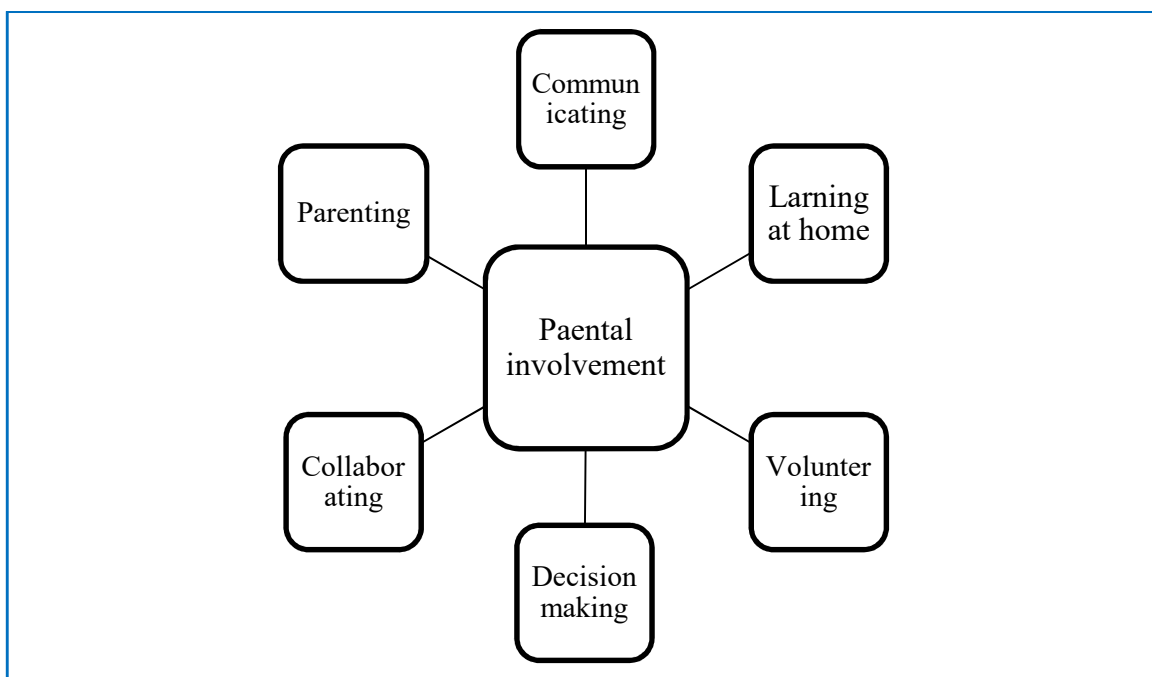 Commun
icating
Parenting
Larning
at home
Paental
involvement
Collabor
ating
Volunter
ing
Decision
making